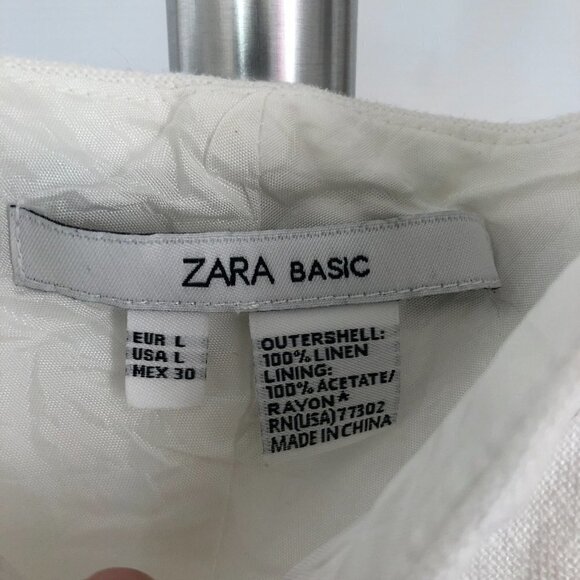 ZARA BASIC
EUR L
USA L
MEX 30
OUTERSHELL:
100% LINEN
LINING:
100% ACETATE/
RAYON*
RN(USA)77302
MADE IN CHINA